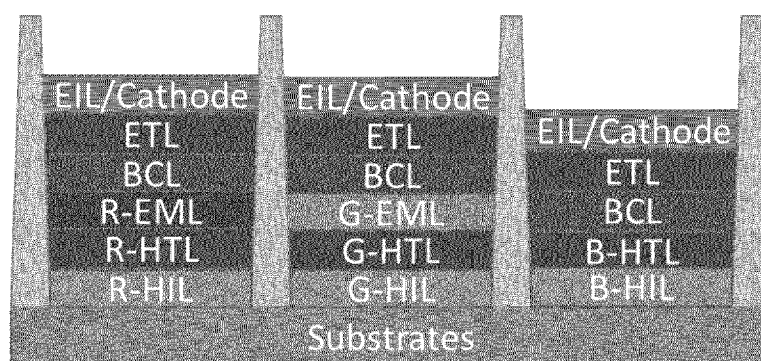 EIL/Cathode
ETL
BCL
R-EML
R-HTL
R-HIL
EIL/Cathode
ETL
BCL
G-EML
G-HTL
G-HIL
EIL/Cathode
ETL
BCL
B-HTL
B-HIL
Substrates